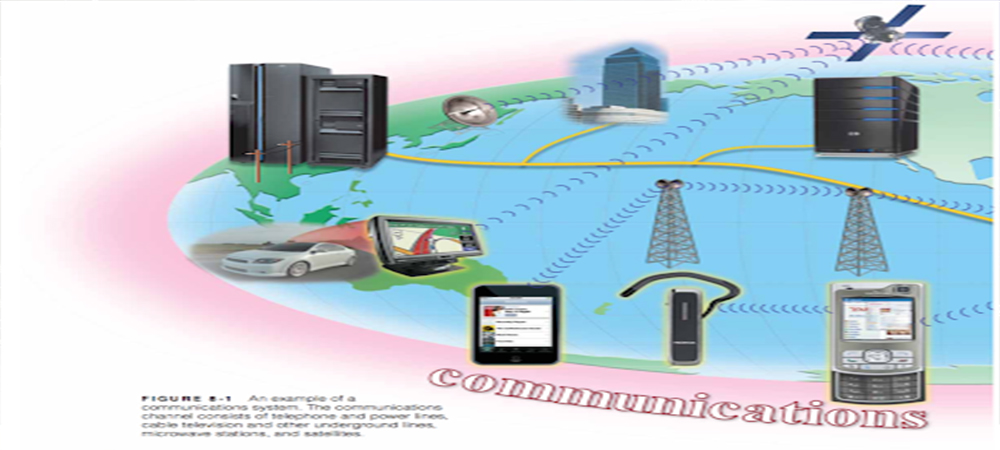 communications
FIGURE 8-1 An example of a
communications system. The communications
channel consists of telephone and power lines,
cable television and other underground lines,
microwave stations, and satellites.